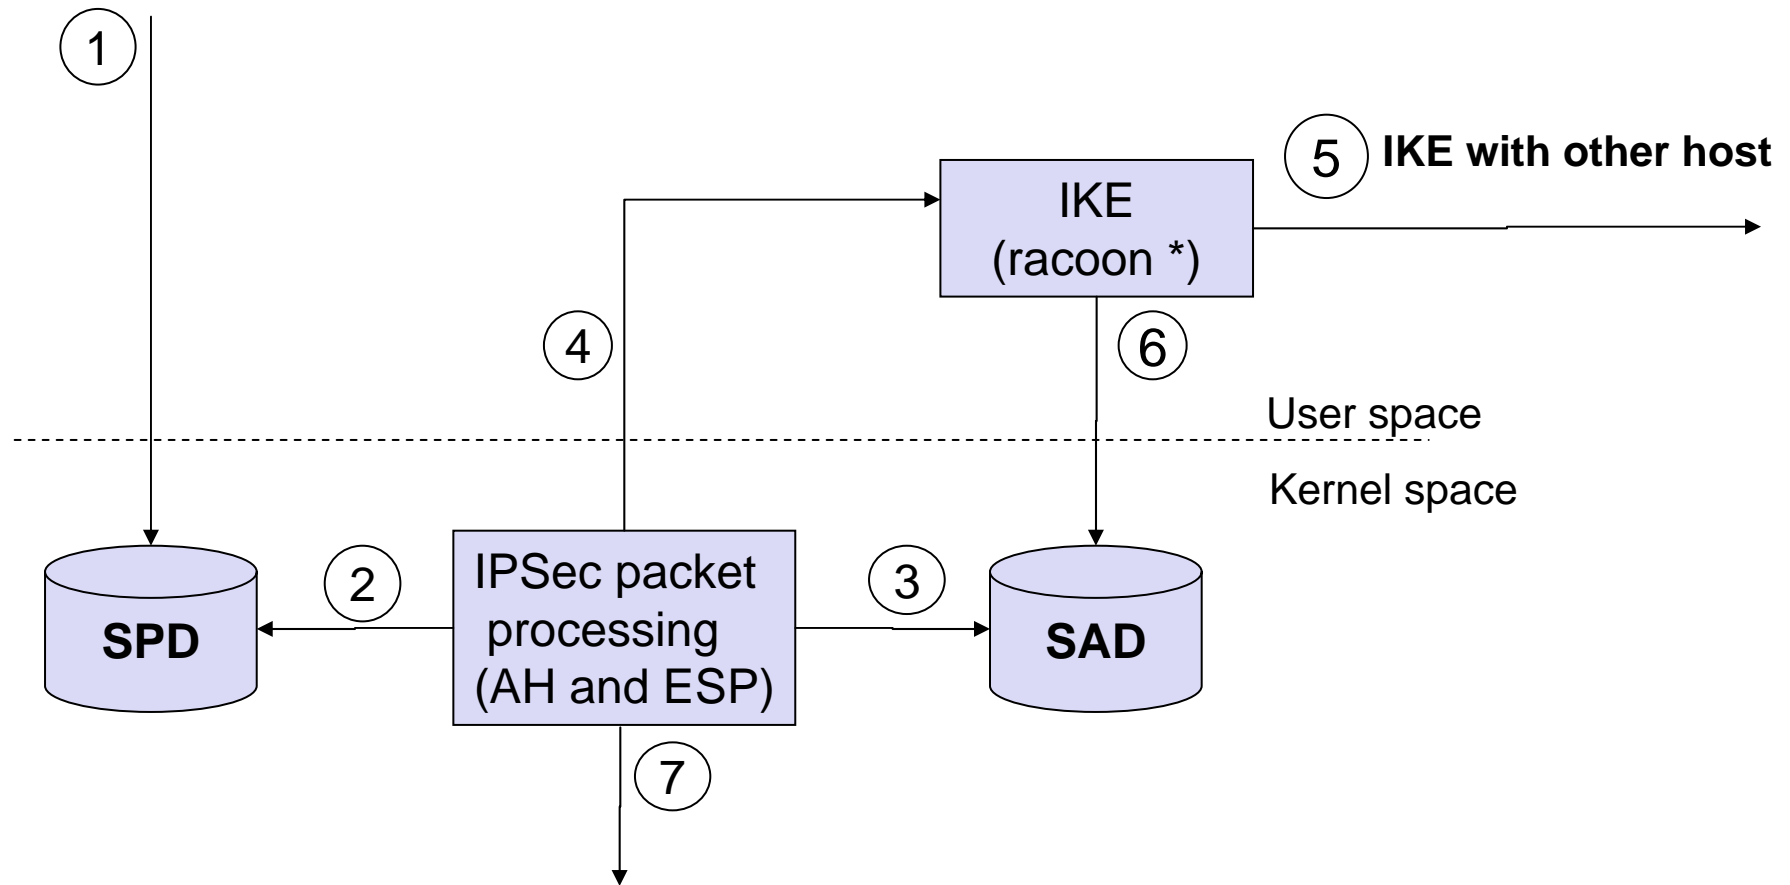 1
5
IKE with other host
IKE
(racoon *)
4
6
User space
Kernel space
SPD
2
IPSec packet
processing
(AH and ESP)
3
SAD
7